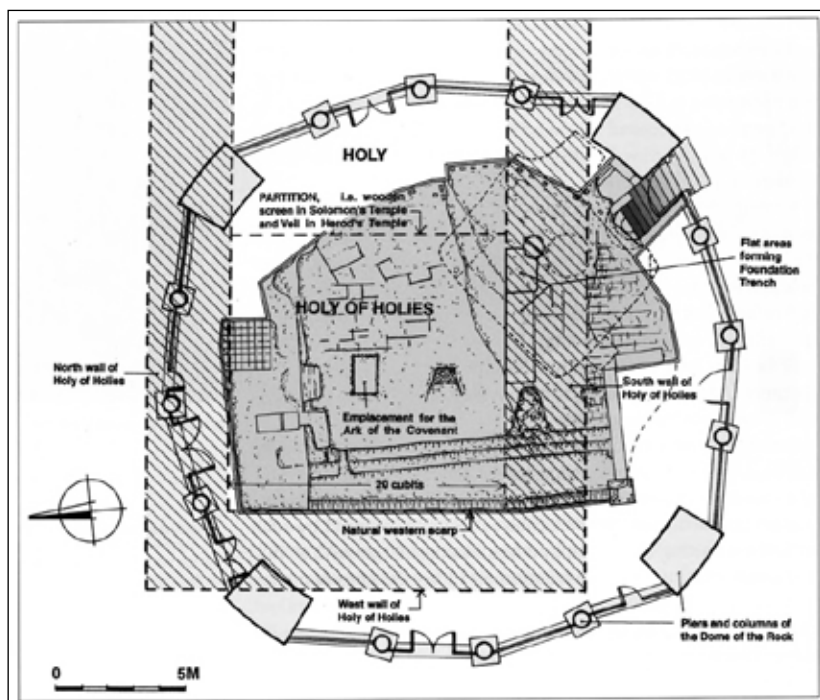 HOLY
PARTITION, i.e. wooden
screen in Solomon's Temple
and Veil in Herod's Temple
Flat areas
forming
Foundation
Trench
HOLY OF HOLIES
North wall of
Holy of Holies
South wall of
Holy of Holies
Emplacement for the
Ark of the Covenant
20 cubits
Natural western scarp
West wall of
Holy of Holies
Piers and columns of
the Dome of the Rock
0 5M